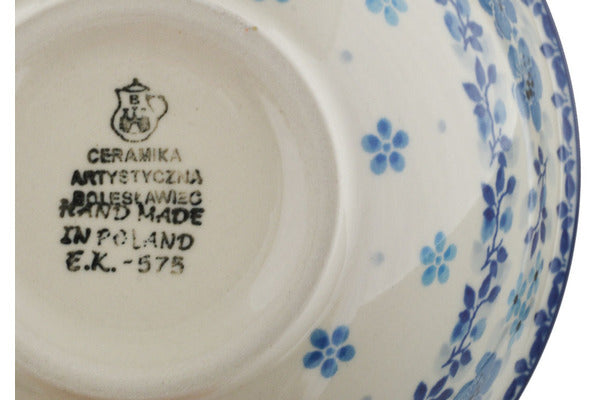 B
CERAMIKA
ARTYSTYCZNA
BOLESŁAWIEC
HAND MADE
IN POLAND
E.K. - 575